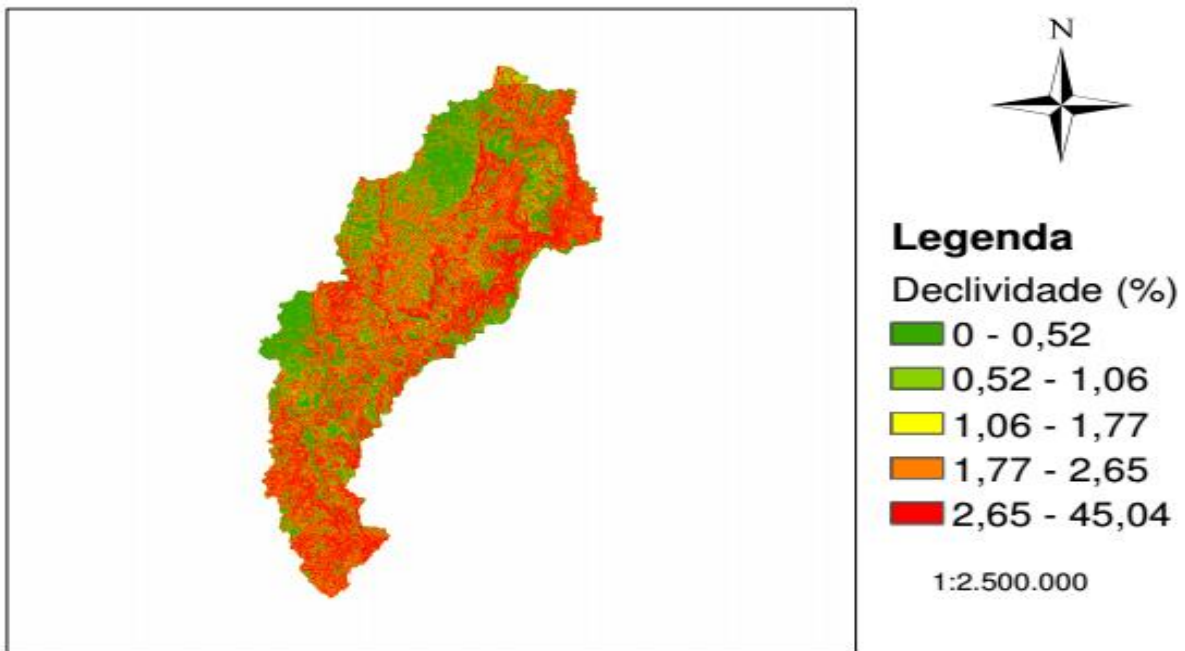 N
Legenda
Declividade (%)
0 - 0,52
0,52 - 1,06
1,06 - 1,77
1,77 - 2,65
2,65 - 45,04
1:2.500.000